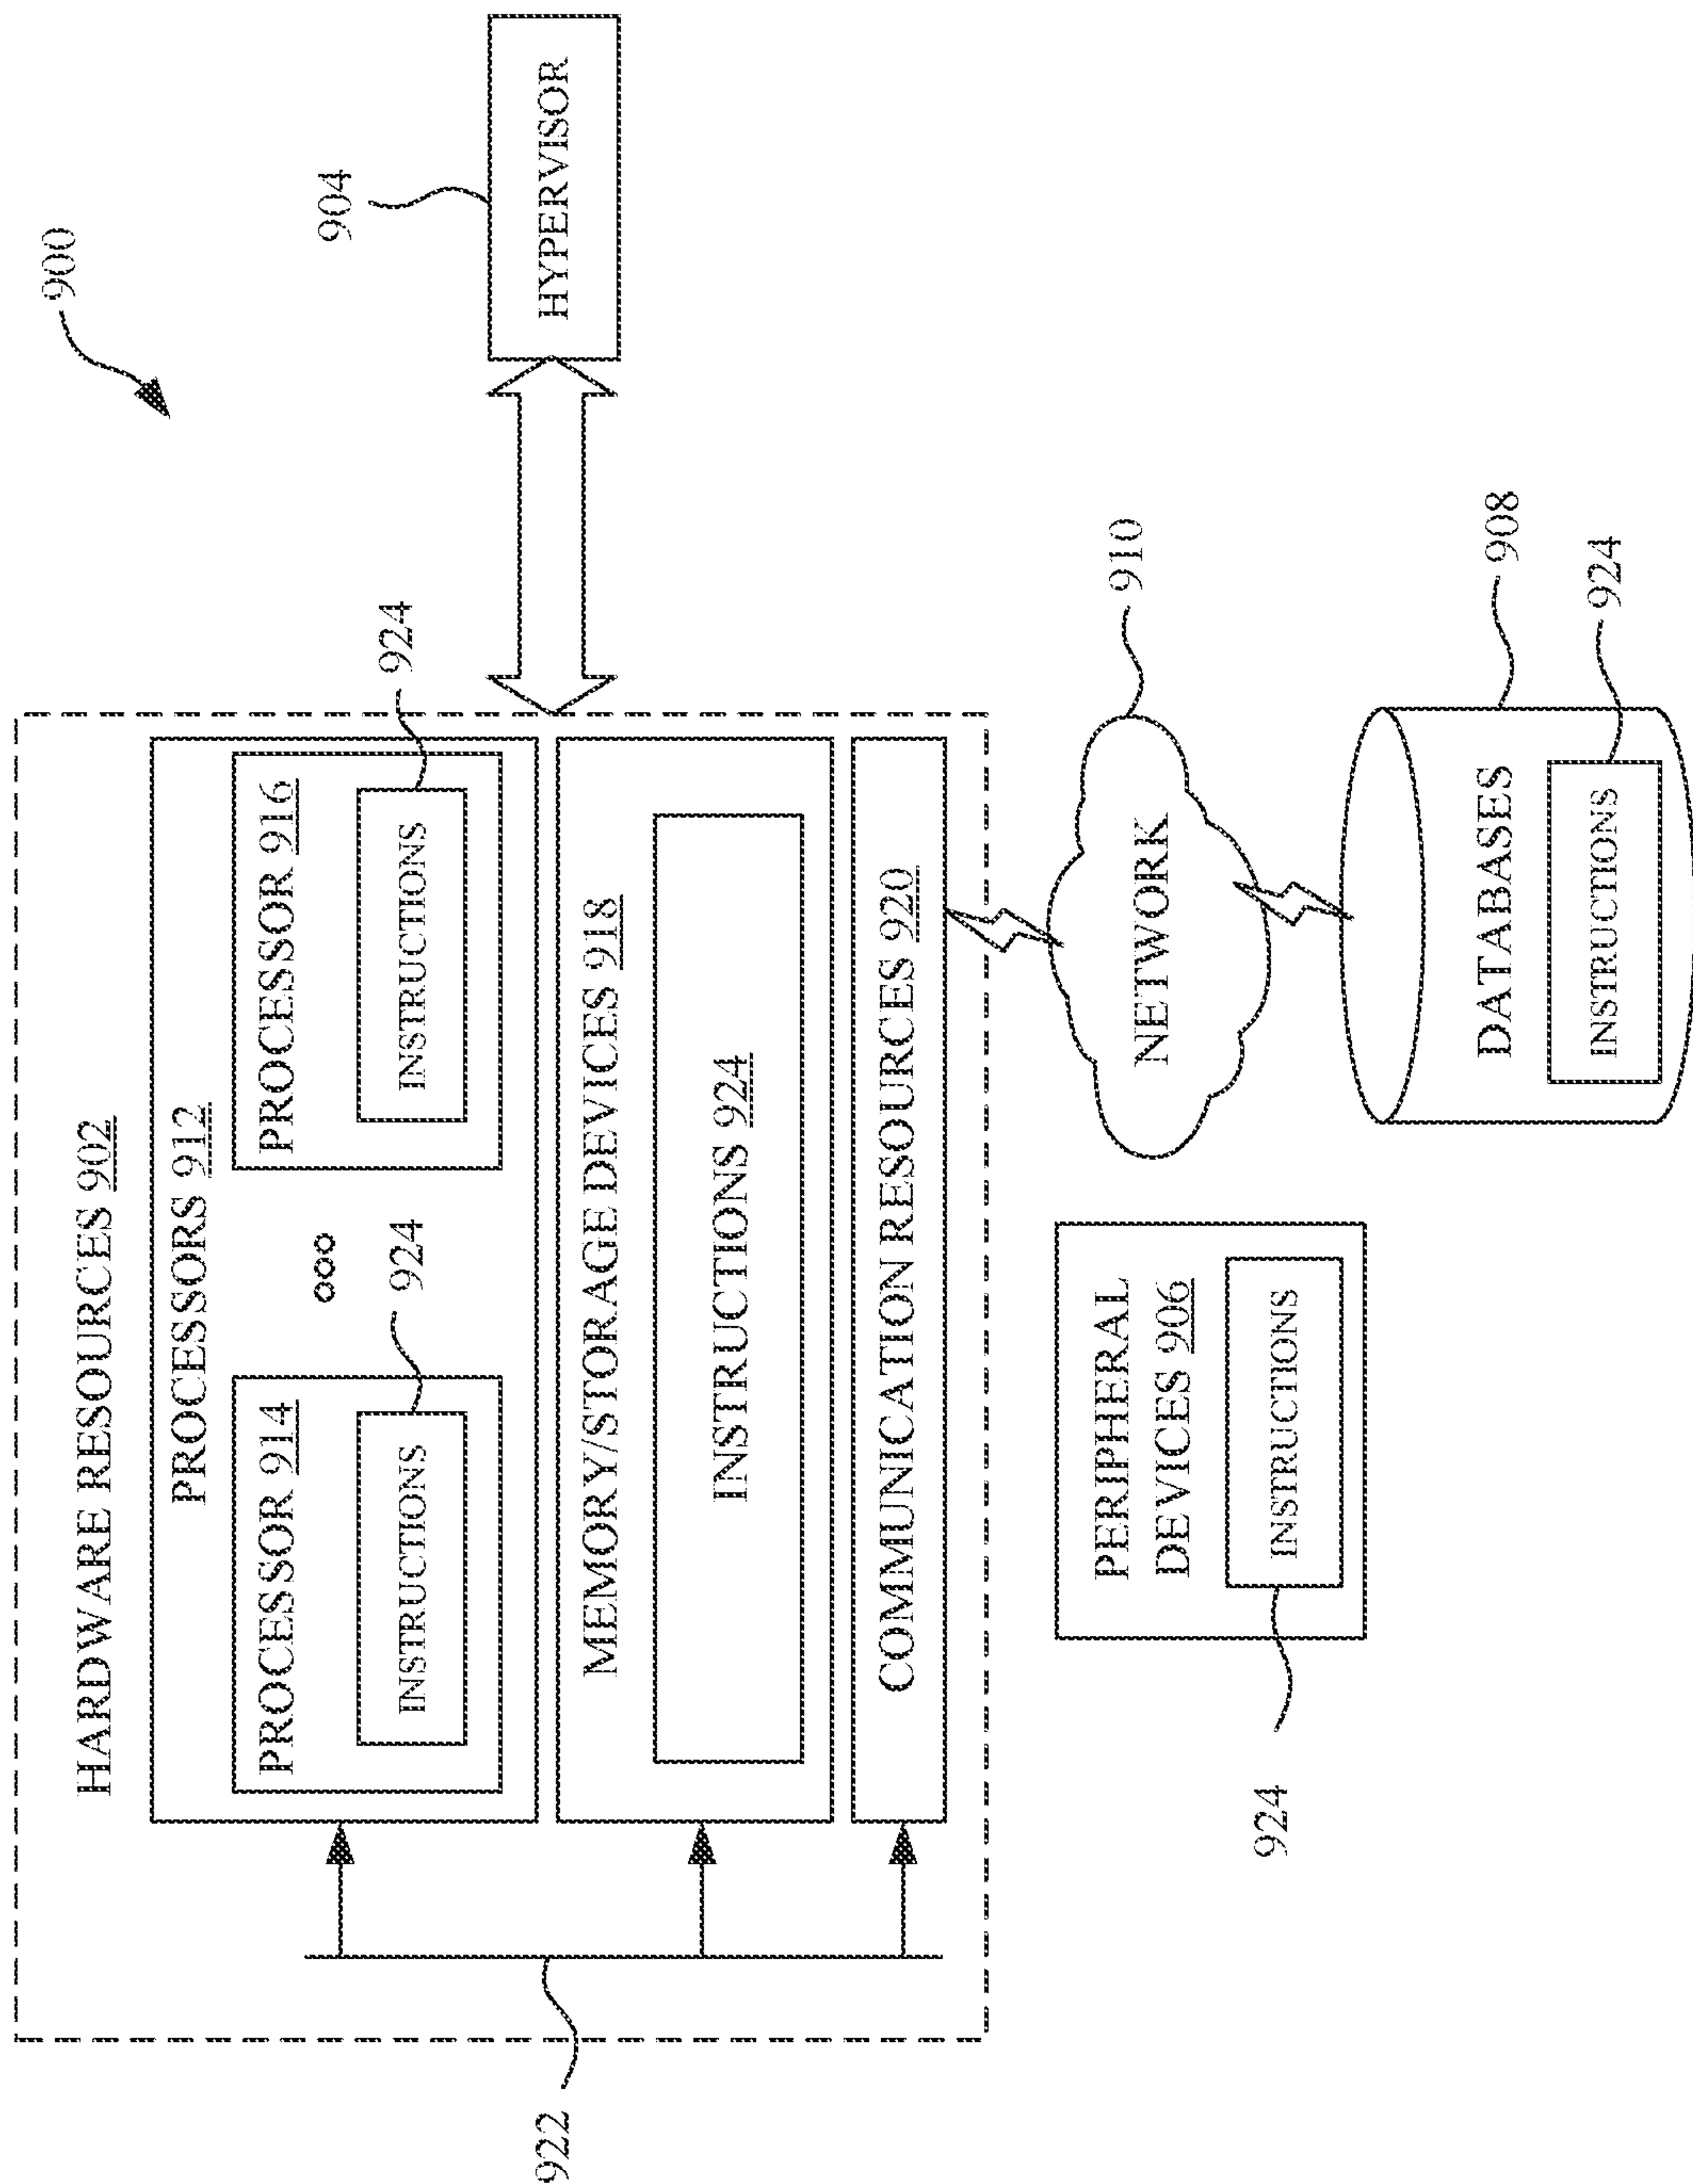 900
HARDWARE RESOURCES 902
PROCESSORS 912
PROCESSOR 914
INSTRUCTIONS
924
PROCESSOR 916
INSTRUCTIONS
924
904
HYPERVISOR
MEMORY/STORAGE DEVICES 918
INSTRUCTIONS 924
922
COMMUNICATION RESOURCES 920
PERIPHERAL
DEVICES 906
INSTRUCTIONS
924
910
NETWORK
908
DATABASES
INSTRUCTIONS
924